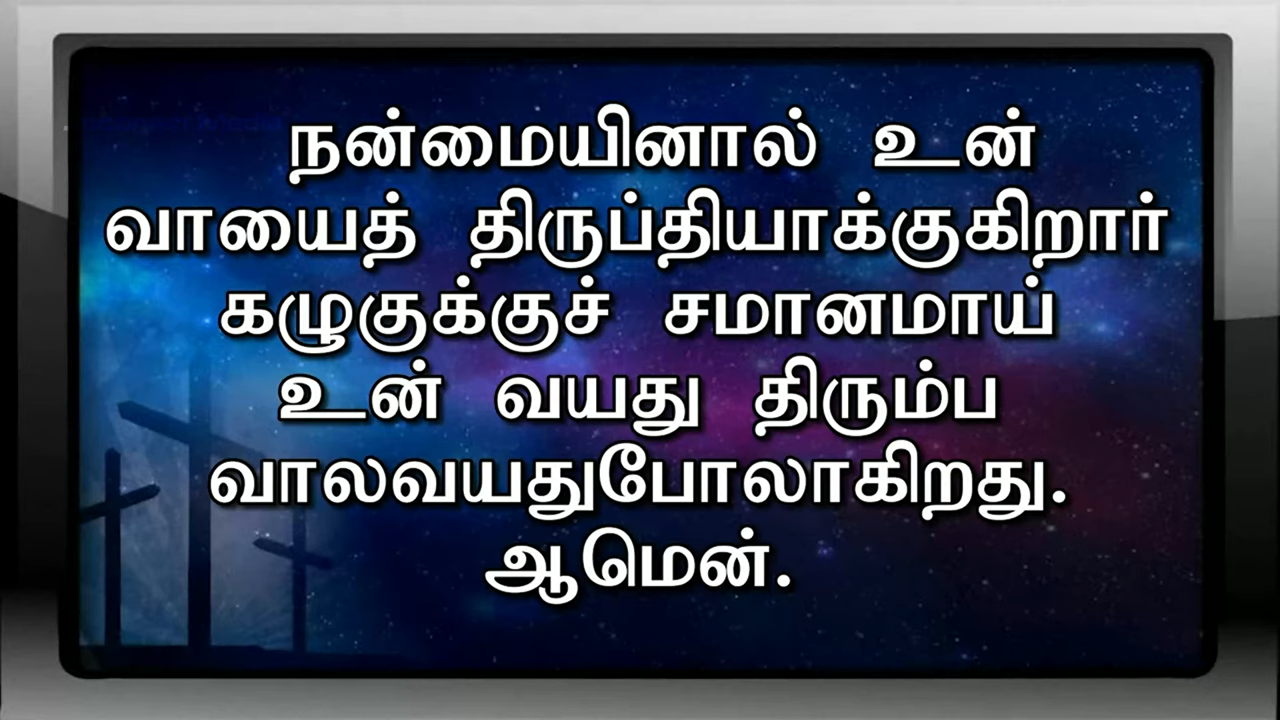 நன்மையினால் உன்
வாயைத் திருப்தியாக்குகிறார்
கழுகுக்குச் சமானமாய்
உன் வயது திரும்ப
வாலவயதுபோலாகிறது.
ஆமென்.